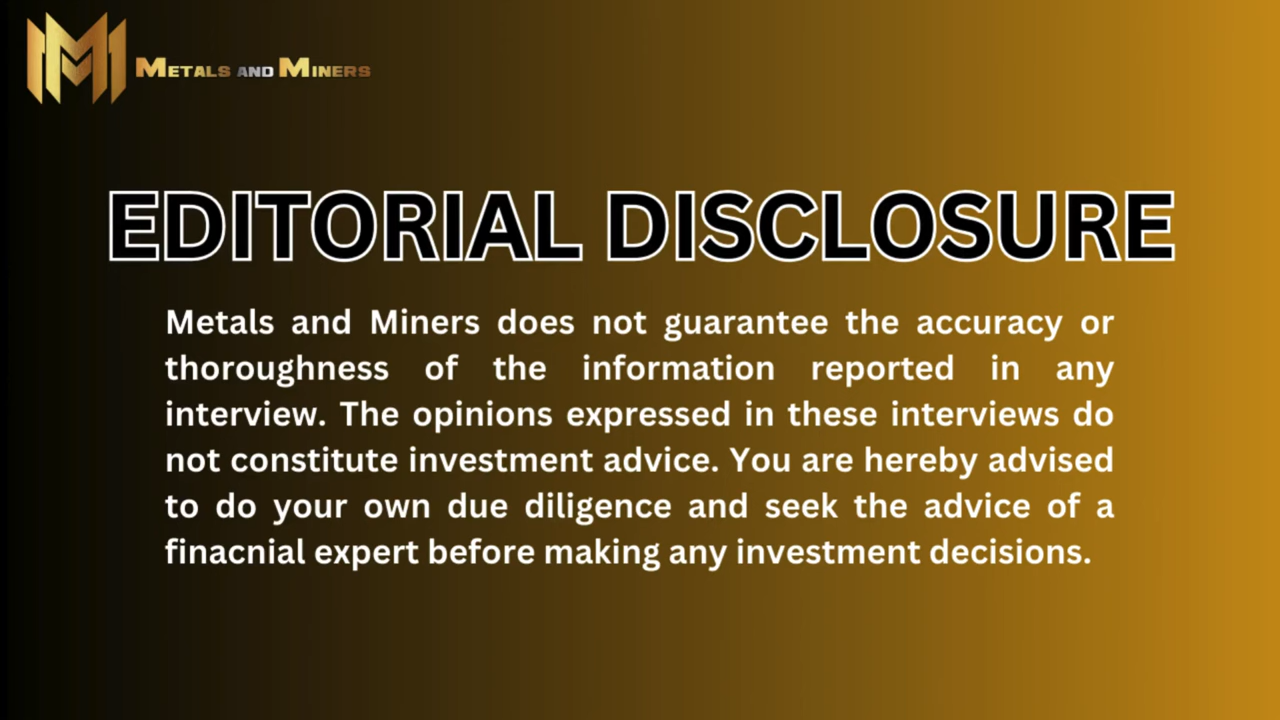 METALS AND MINERS
EDITORIAL DISCLOSURE
Metals and Miners does not guarantee the accuracy or
thoroughness of the information reported in any
interview. The opinions expressed in these interviews do
not constitute investment advice. You are hereby advised
to do your own due diligence and seek the advice of a
finacnial expert before making any investment decisions.